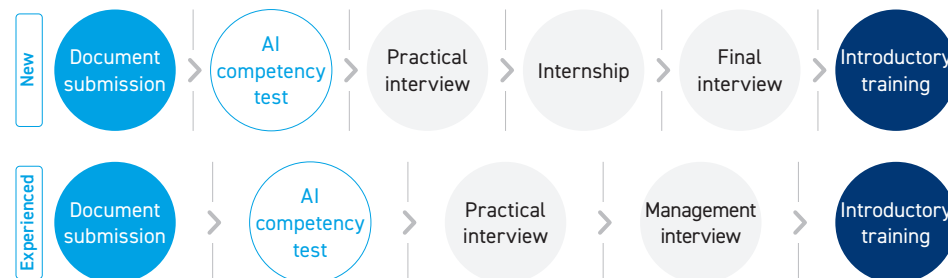 New
Document
submission
AI
competency
test
Practical
interview
Internship
Final
interview
Introductory
training
Experienced
Document
submission
AI
competency
test
Practical
interview
Management
interview
Introductory
training